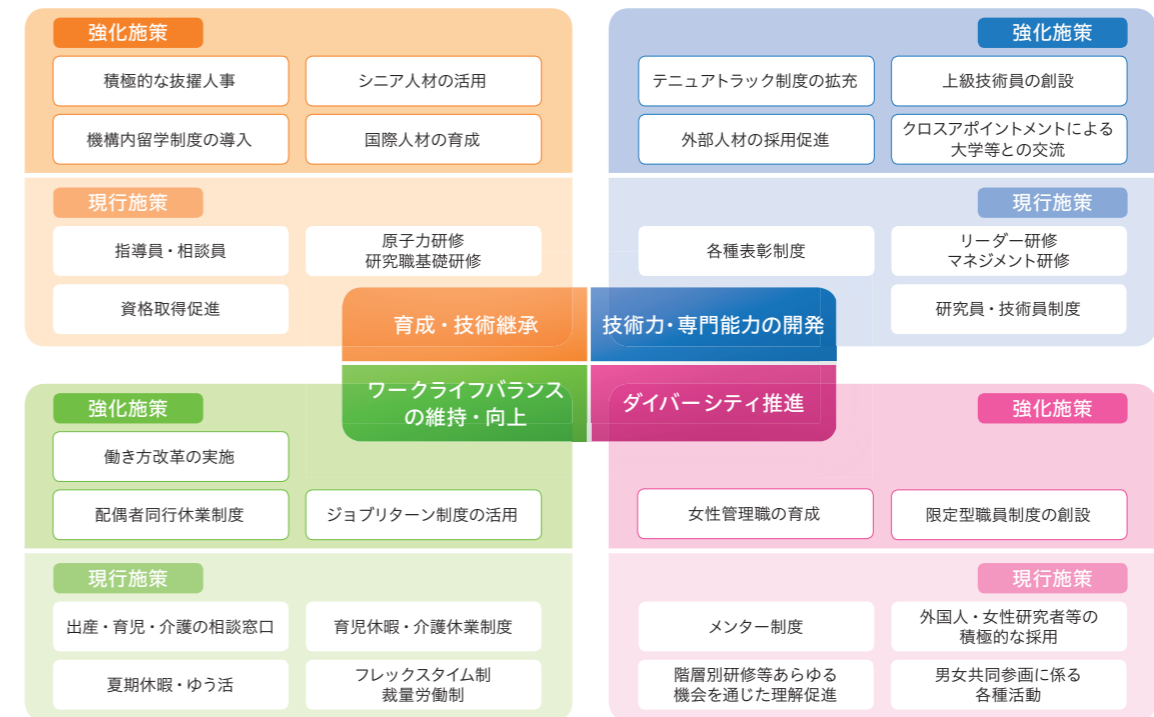 強化施策
積極的な抜擢人事
シニア人材の活用
機構内留学制度の導入
国際人材の育成
現行施策
指導員・相談員
原子力研修
研究職基礎研修
資格取得促進
育成・技術継承
強化施策
テニュアトラック制度の拡充
上級技術員の創設
外部人材の採用促進
クロスアポイントメントによる
大学等との交流
現行施策
各種表彰制度
リーダー研修
マネジメント研修
研究員・技術員制度
技術力・専門能力の開発
ワークライフバランス
の維持・向上
強化施策
働き方改革の実施
配偶者同行休業制度
ジョブリターン制度の活用
現行施策
出産・育児・介護の相談窓口
育児休暇・介護休業制度
夏期休暇・ゆう活
フレックスタイム制
裁量労働制
ダイバーシティ推進
強化施策
女性管理職の育成
限定型職員制度の創設
現行施策
メンター制度
外国人・女性研究者等の
積極的な採用
階層別研修等あらゆる
機会を通じた理解促進
男女共同参画に係る
各種活動